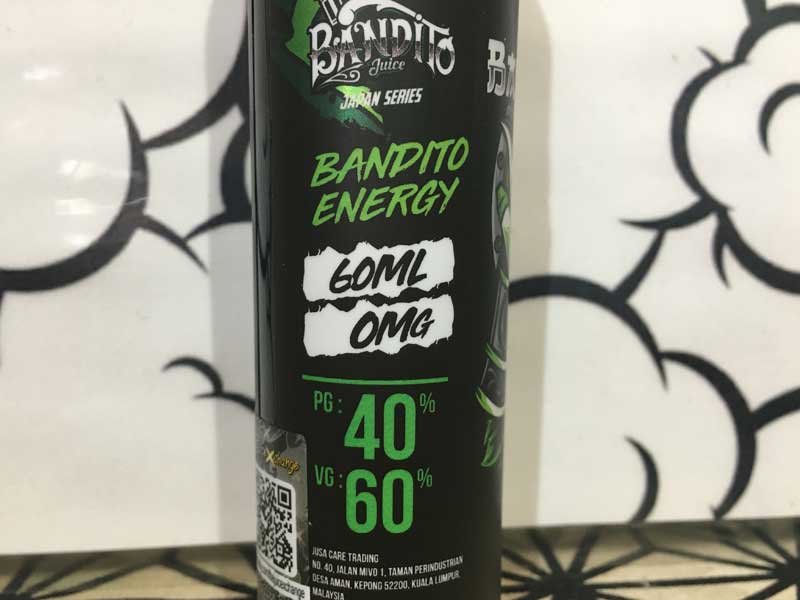 BANDITO
Juice
JAPAN SERIES
BANDITO
ENERGY
60ML
0MG
PG : 40%
VG : 60%
JUSA CARE TRADING
NO. 40, JALAN MIVO 1, TAMAN PERINDUSTRIAN
DESA AMAN, KEPONG 52200, KUALA LUMPUR,
MALAYSIA